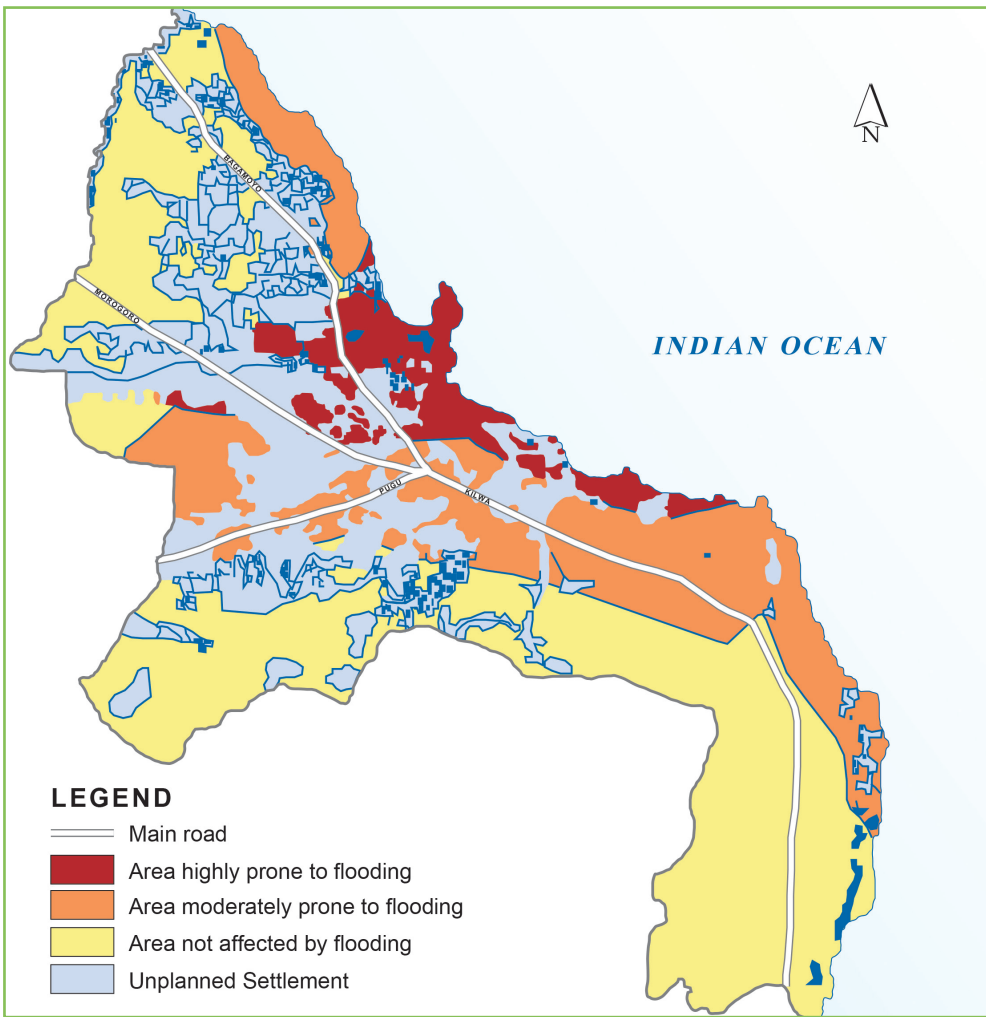 N
BAGAMOYO
MOROGORO
INDIAN OCEAN
PUGU
KILWA
LEGEND
Main road
Area highly prone to flooding
Area moderately prone to flooding
Area not affected by flooding
Unplanned Settlement